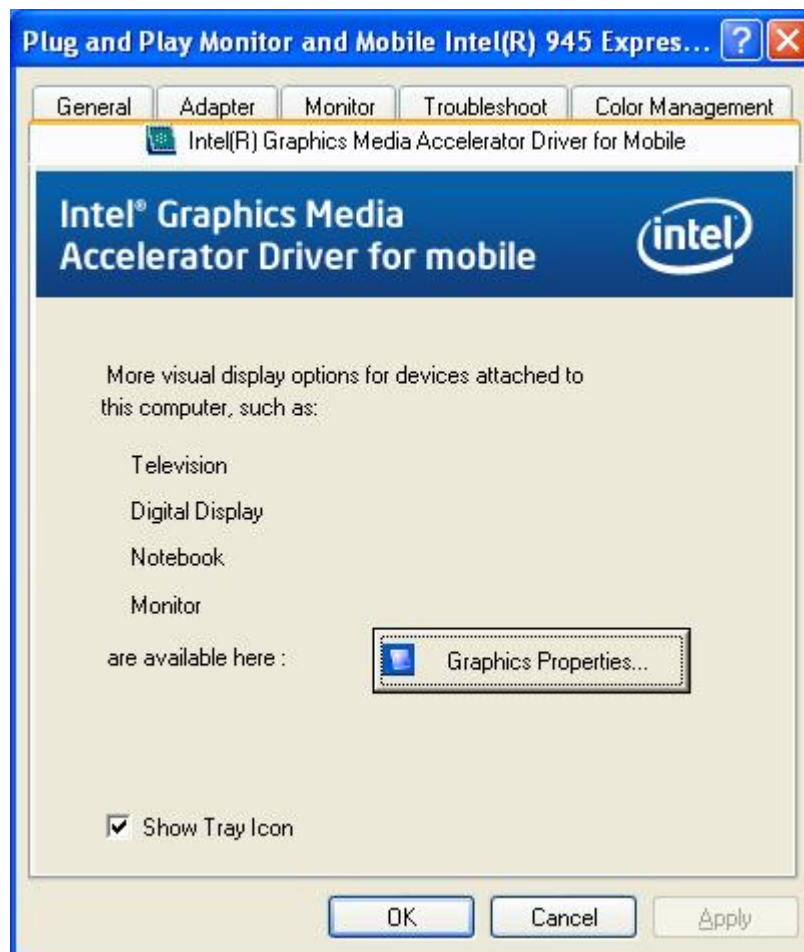 Plug and Play Monitor and Mobile Intel(R) 945 Expres... ?
General Adapter Monitor Troubleshoot Color Management
Intel(R) Graphics Media Accelerator Driver for Mobile
Intel® Graphics Media
Accelerator Driver for mobile
intel
More visual display options for devices attached to
this computer, such as:
Television
Digital Display
Notebook
Monitor
are available here : Graphics Properties...
Show Tray Icon
OK Cancel Apply